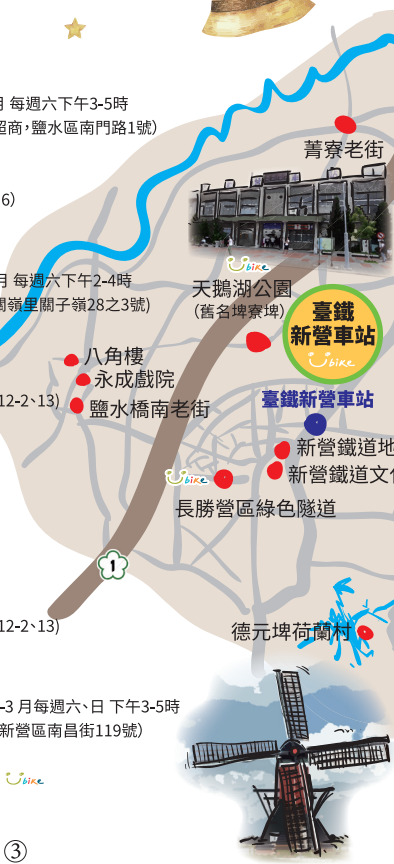 月 每週六下午3-5時
超商,鹽水區南門路1號)
菁寮老街
6)
Ubike
月 每週六下午2-4時
關嶺里關子嶺28之3號)
天鵝湖公園
(舊名埤寮埤)
臺鐵
新營車站
Ubike
八角樓
永成戲院
12-2、13)
鹽水橋南老街
臺鐵新營車站
新營鐵道地
新營鐵道文化
Ubike
長勝營區綠色隧道
1
12-2、13)
德元埤荷蘭村
-3 月每週六、日 下午3-5時
新營區南昌街119號)
Ubike
③